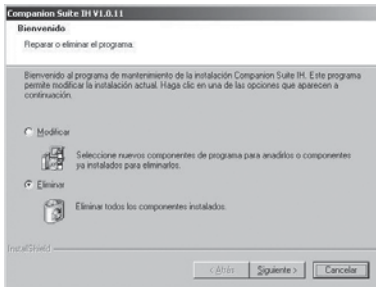 Companion Suite IH V1.0.11
Bienvenido
Reparar o eliminar el programa.
Bienvenido al programa de mantenimiento de la instalación Companion Suite IH. Este programa
permite modificar la instalación actual. Haga clic en una de las opciones que aparecen a
continuación.
Modificar
Seleccione nuevos componentes de programa para anadirlos o componentes
ya instalados para eliminarlos.
Eliminar
Eliminar todos los componentes instalados.
InstallShield
< Atrás
Siguiente >
Cancelar